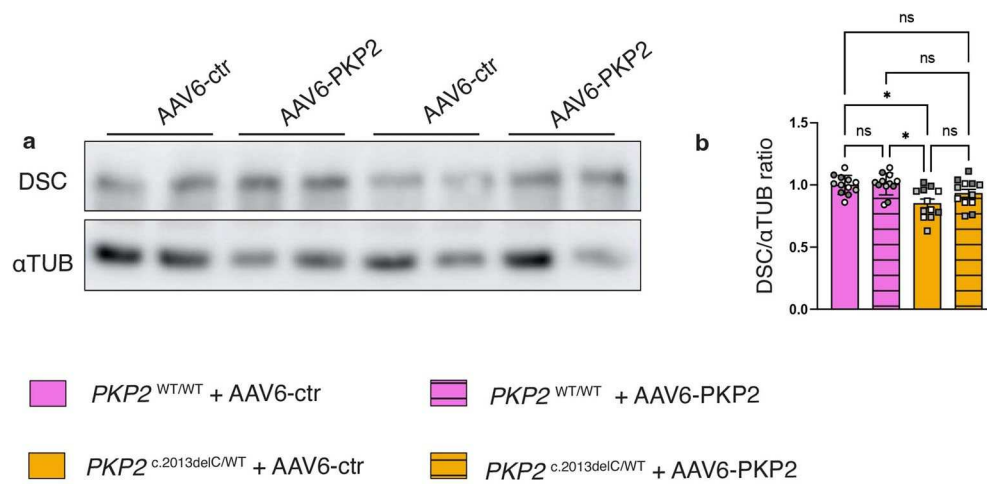 ns
ns
AAV6-ctr AAV6-PKP2 AAV6-ctr AAV6-PKP2
*
a
b
ns * ns
DSC
αTUB
DSC/αTUB ratio
1.5
1.0
0.5
0.0
PKP2 WT/WT + AAV6-ctr
PKP2 WT/WT + AAV6-PKP2
PKP2 c.2013delC/WT + AAV6-ctr
PKP2 c.2013delC/WT + AAV6-PKP2